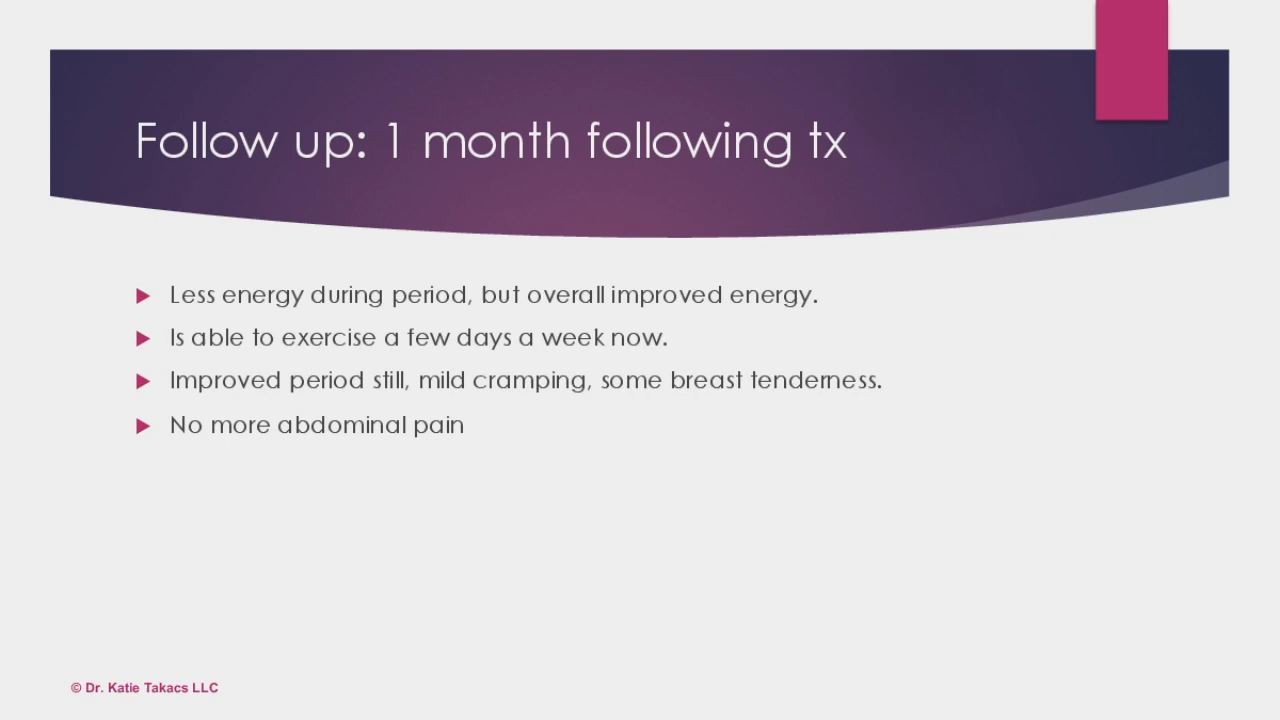 Follow up: 1 month following tx
Less energy during period, but overall improved energy.
Is able to exercise a few days a week now.
Improved period still, mild cramping, some breast tenderness.
No more abdominal pain
© Dr. Katie Takacs LLC